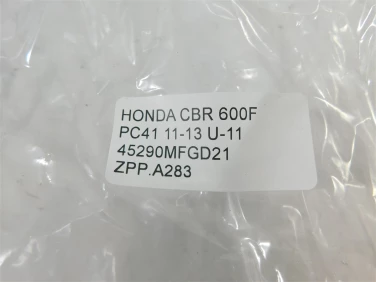 HONDA CBR 600F
PC41 11-13 U-11
45290MFGD21
ZPP.A283